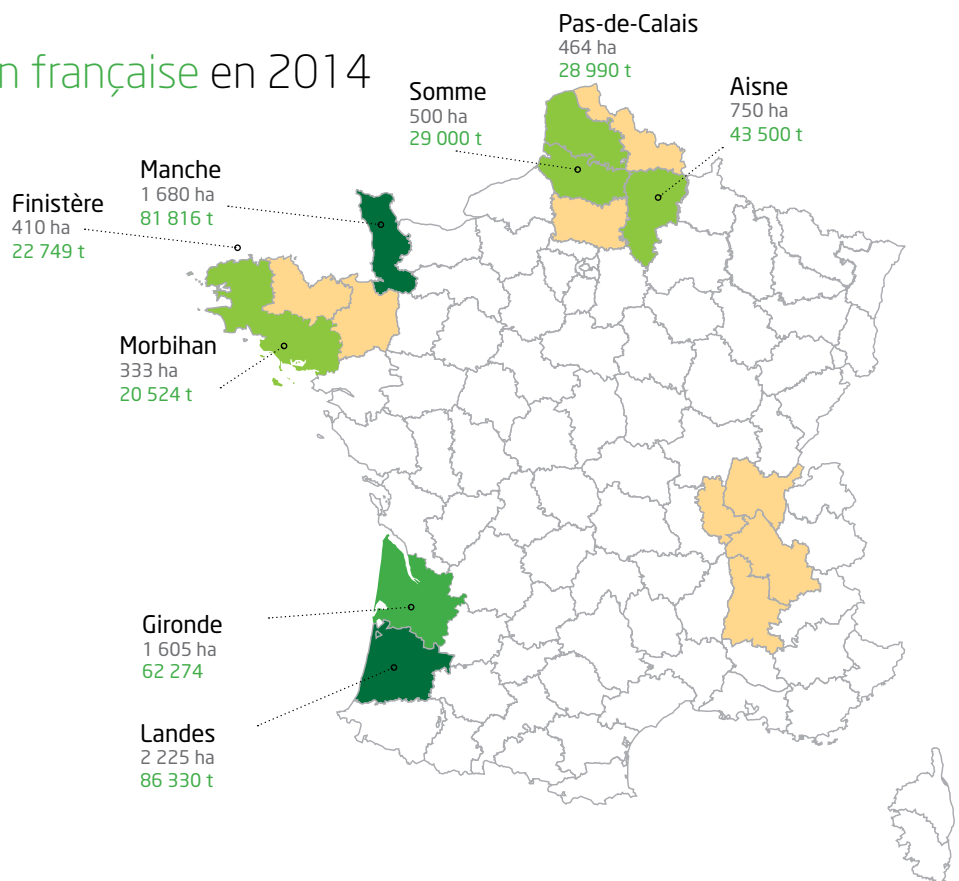 n française en 2014
Pas-de-Calais
464 ha
28 990 t
Somme
500 ha
29 000 t
Aisne
750 ha
43 500 t
Manche
1 680 ha
81 816 t
Finistère
410 ha
22 749 t
Morbihan
333 ha
20 524 t
Gironde
1 605 ha
62 274
Landes
2 225 ha
86 330 t